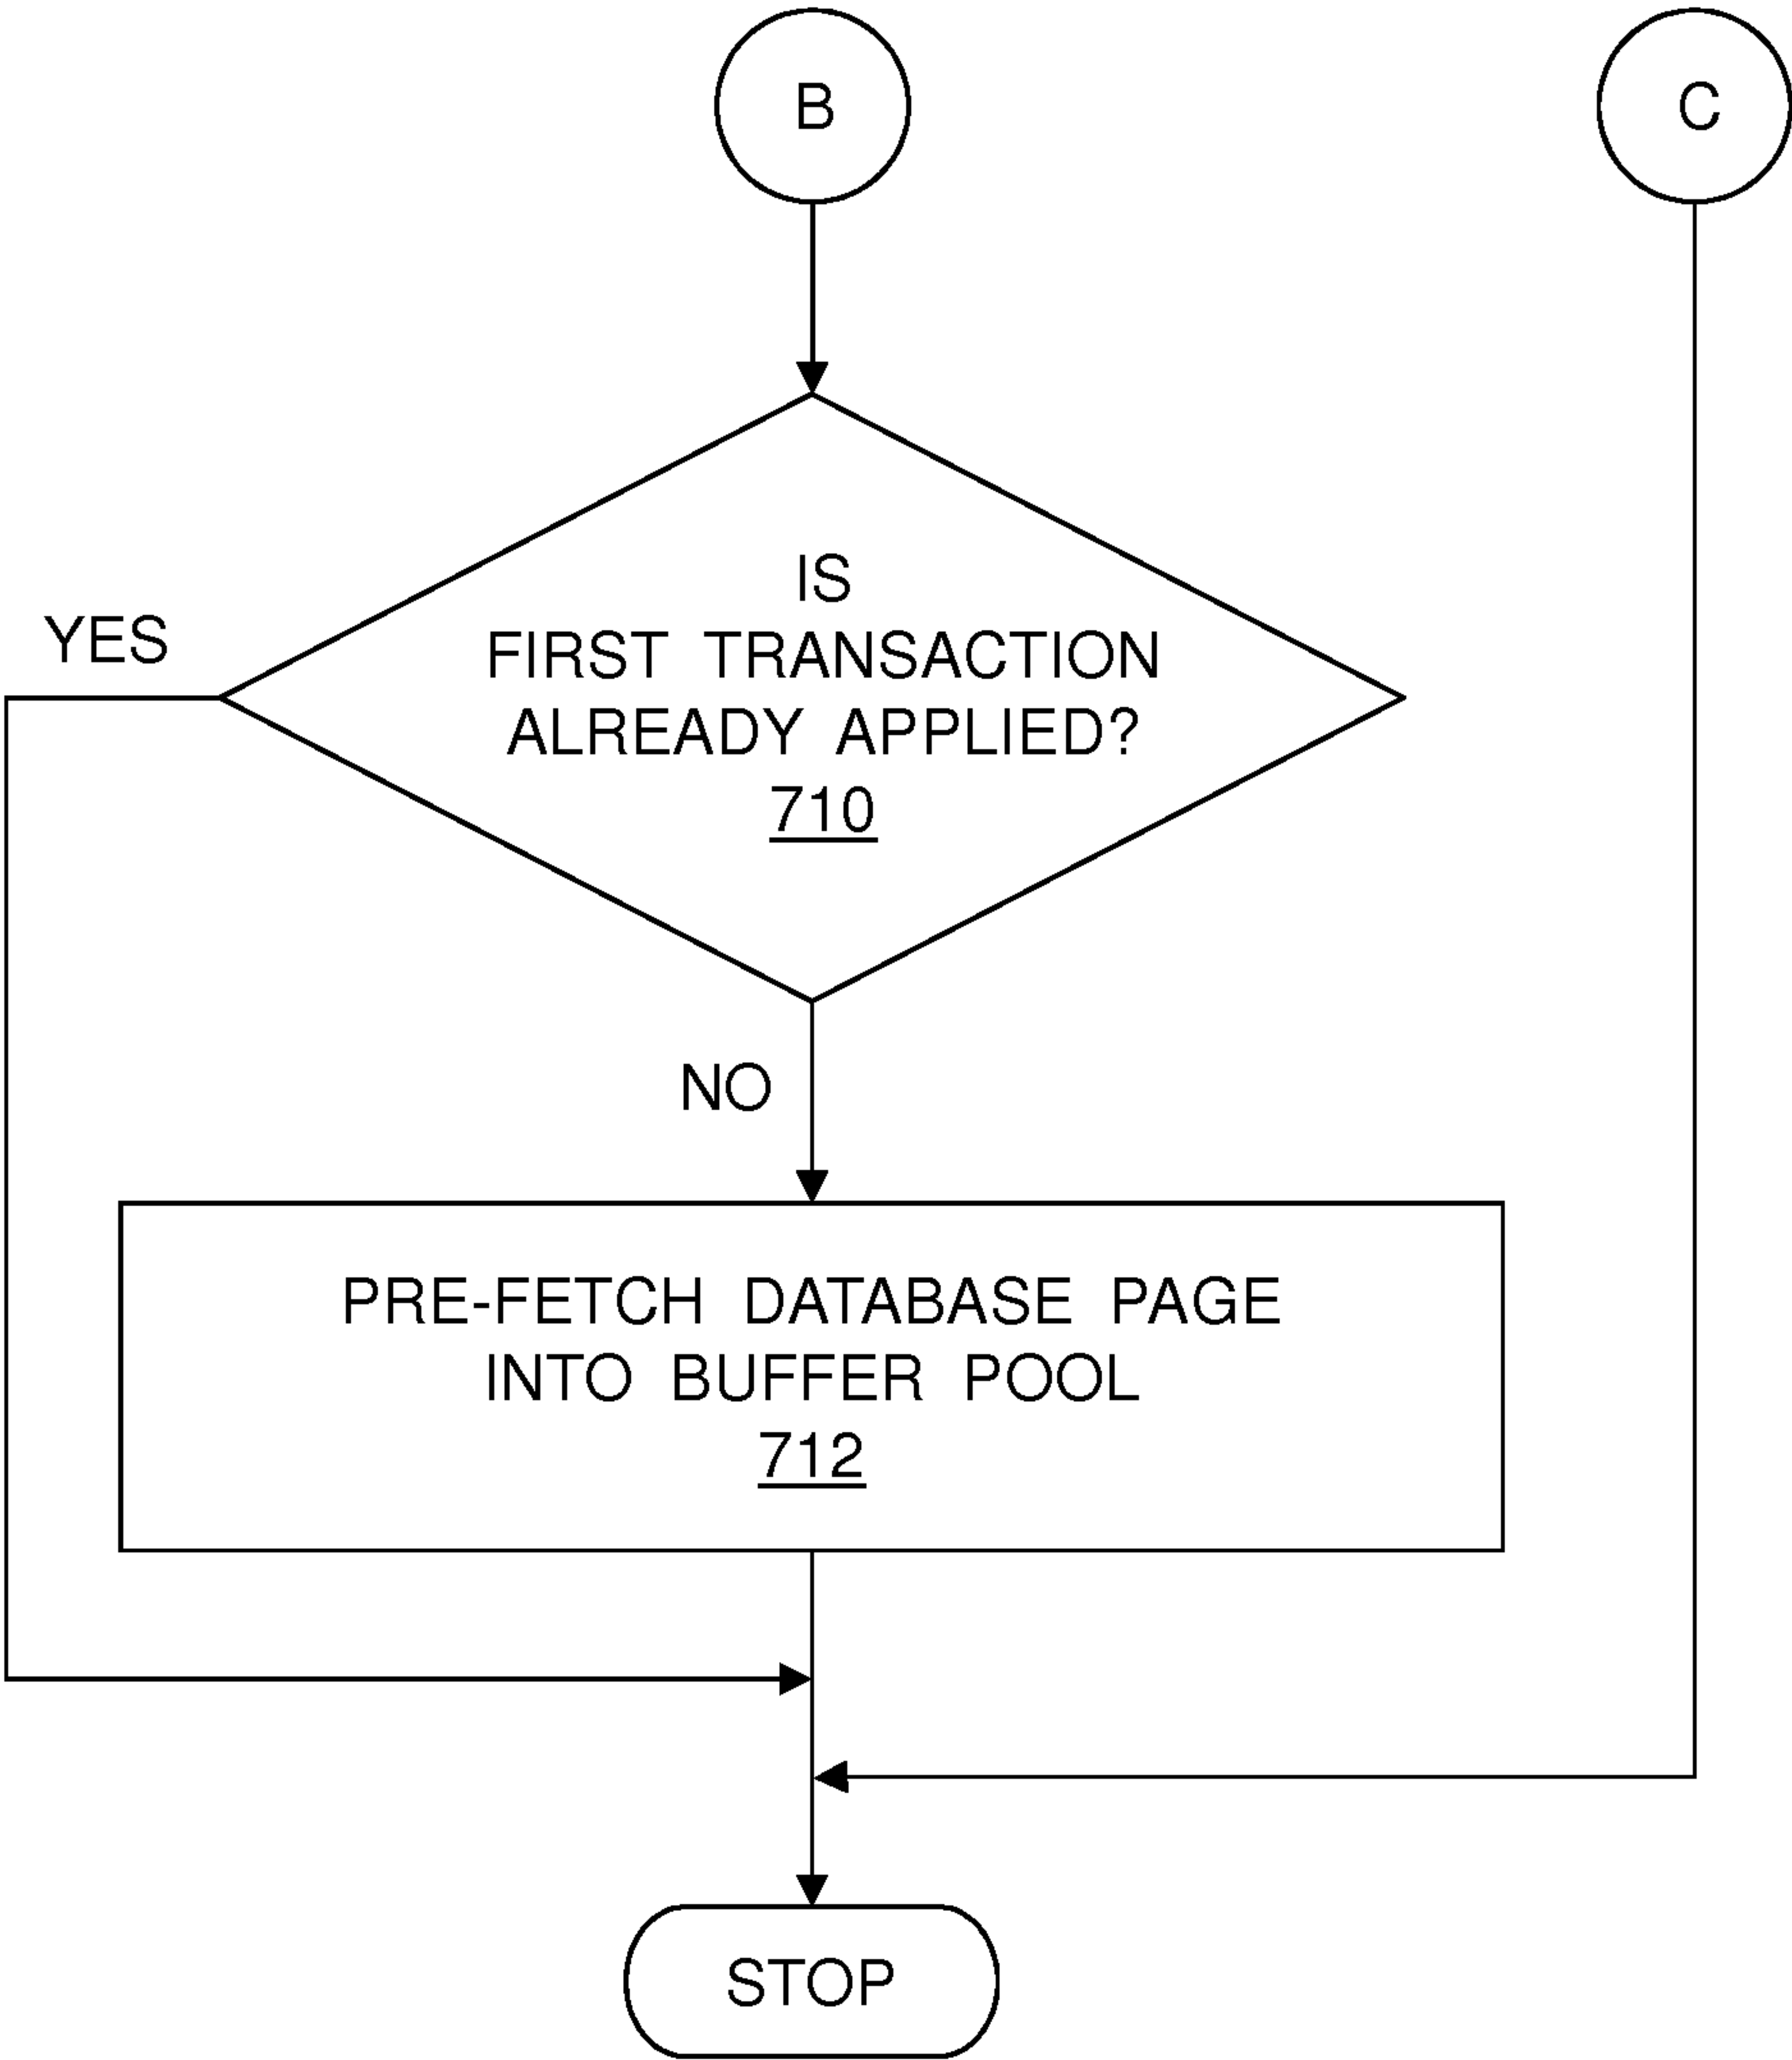 B
C
IS
FIRST TRANSACTION
ALREADY APPLIED?
710
YES
NO
PRE-FETCH DATABASE PAGE
INTO BUFFER POOL
712
STOP